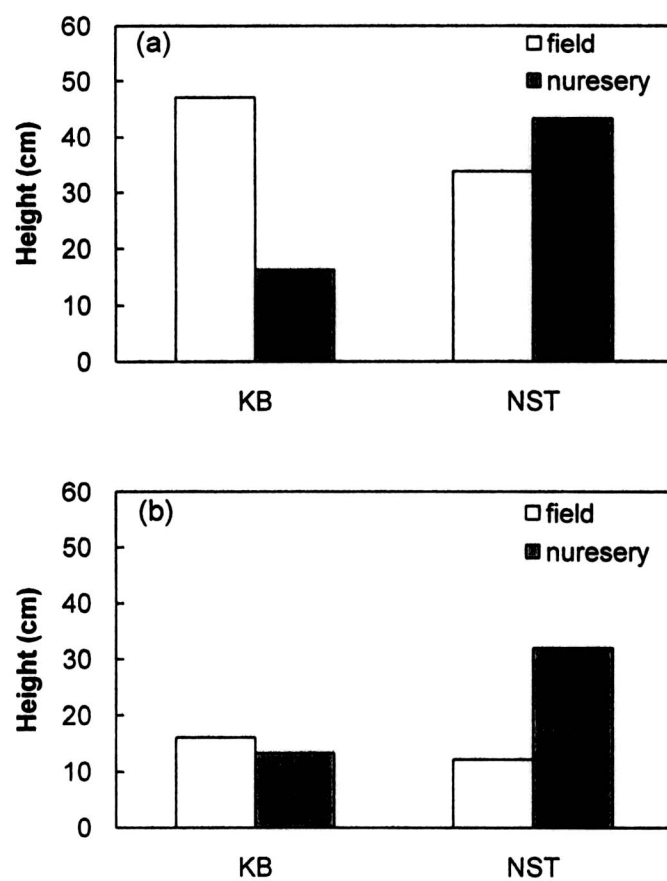 60
(a)
field
50
nuresery
40
Height (cm)
30
20
10
0
KB
NST
60
(b)
field
50
nuresery
40
Height (cm)
30
20
10
0
KB
NST